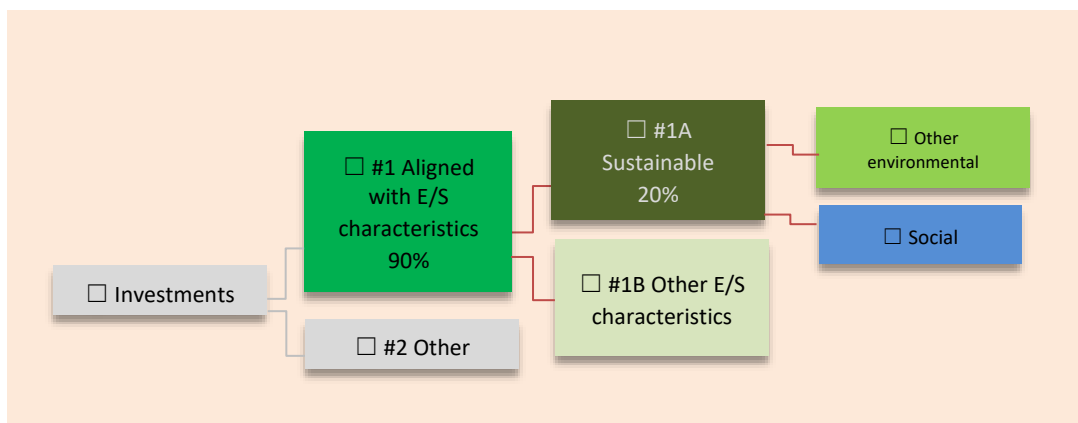 ☐ Investments
☐ #1 Aligned
with E/S
characteristics
90%
☐ #2 Other
☐ #1A
Sustainable
20%
☐ #1B Other E/S
characteristics
☐ Other
environmental
☐ Social